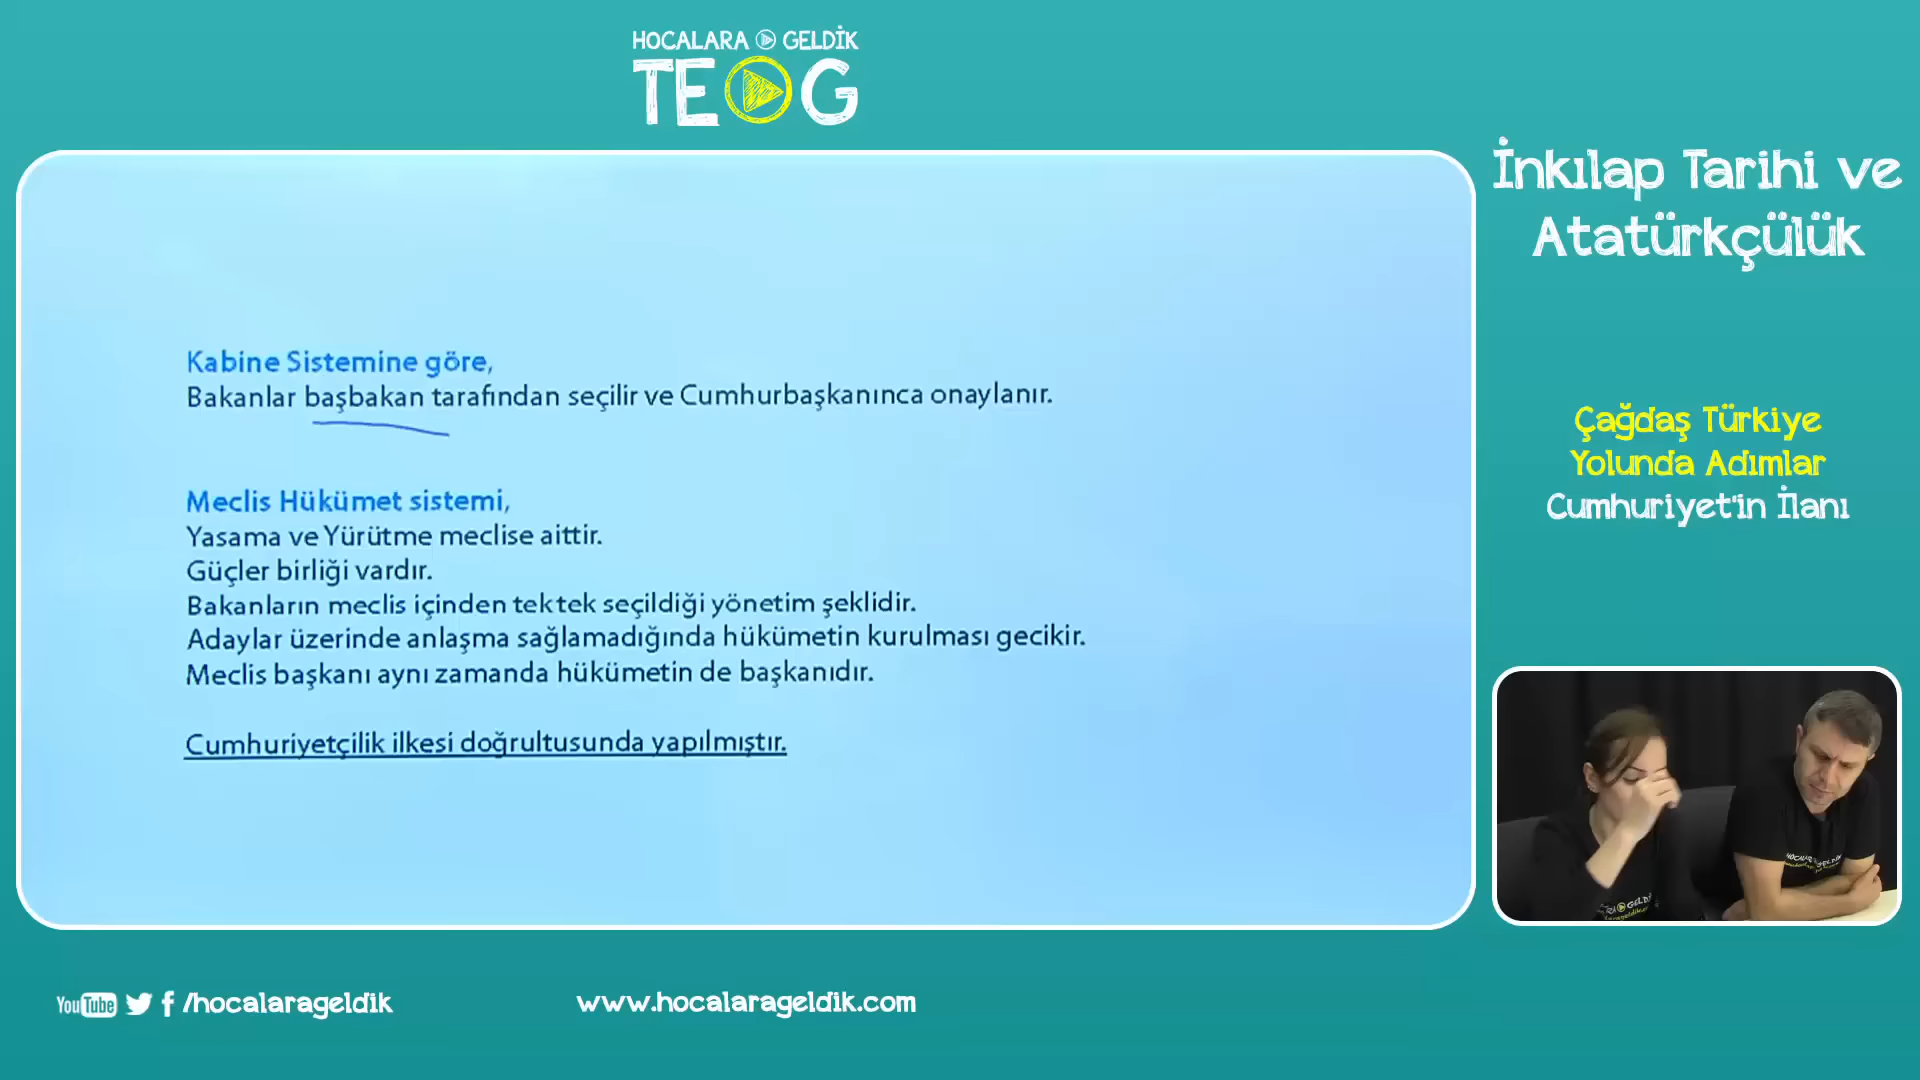 HOCALARA GELDİK
TEOG
İnkılap Tarihi ve
Atatürkçülük
Kabine Sistemine göre,
Bakanlar başbakan tarafından seçilir ve Cumhurbaşkanınca onaylanır.
Meclis Hükümet sistemi,
Yasama ve Yürütme meclise aittir.
Güçler birliği vardır.
Bakanların meclis içinden tek tek seçildiği yönetim şeklidir.
Adaylar üzerinde anlaşma sağlamadığında hükümetin kurulması gecikir.
Meclis başkanı aynı zamanda hükümetin de başkanıdır.
Cumhuriyetçilik ilkesi doğrultusunda yapılmıştır.
Çağdaş Türkiye
Yolunda Adımlar
Cumhuriyet'in İlanı
YouTube /hocalarageldik
www.hocalarageldik.com